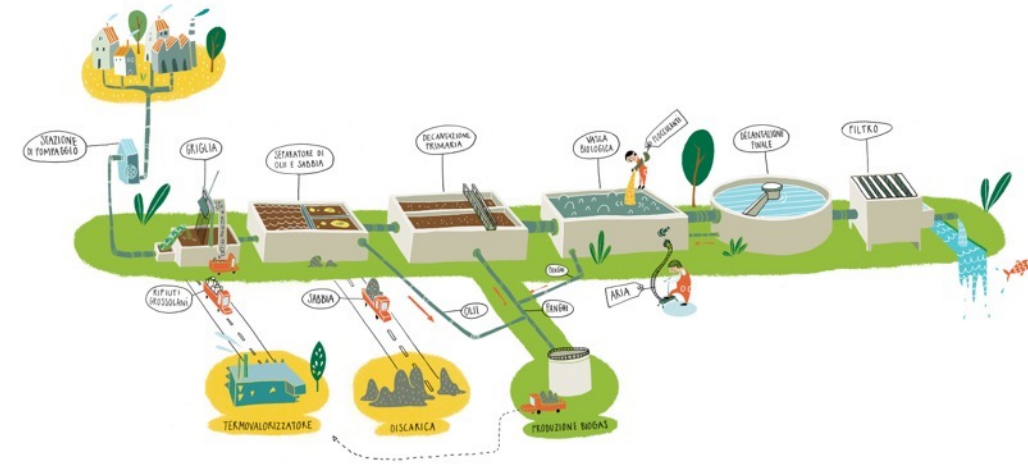 STAZIONE
DI POMPAGGIO
GRIGLIA
SEPARATORE DI
OLII E SABBIA
DECANTAZIONE
PRIMARIA
VASCA
BIOLOGICA
FLOCCULANTI
DECANTAZIONE
FINALE
FILTRO
RIFIUTI
GROSSOLANI
SABBIA
OLII
FANGHI
FANGHI
ARIA
TERMOVALORIZZATORE
DISCARICA
PRODUZIONE BIOGAS